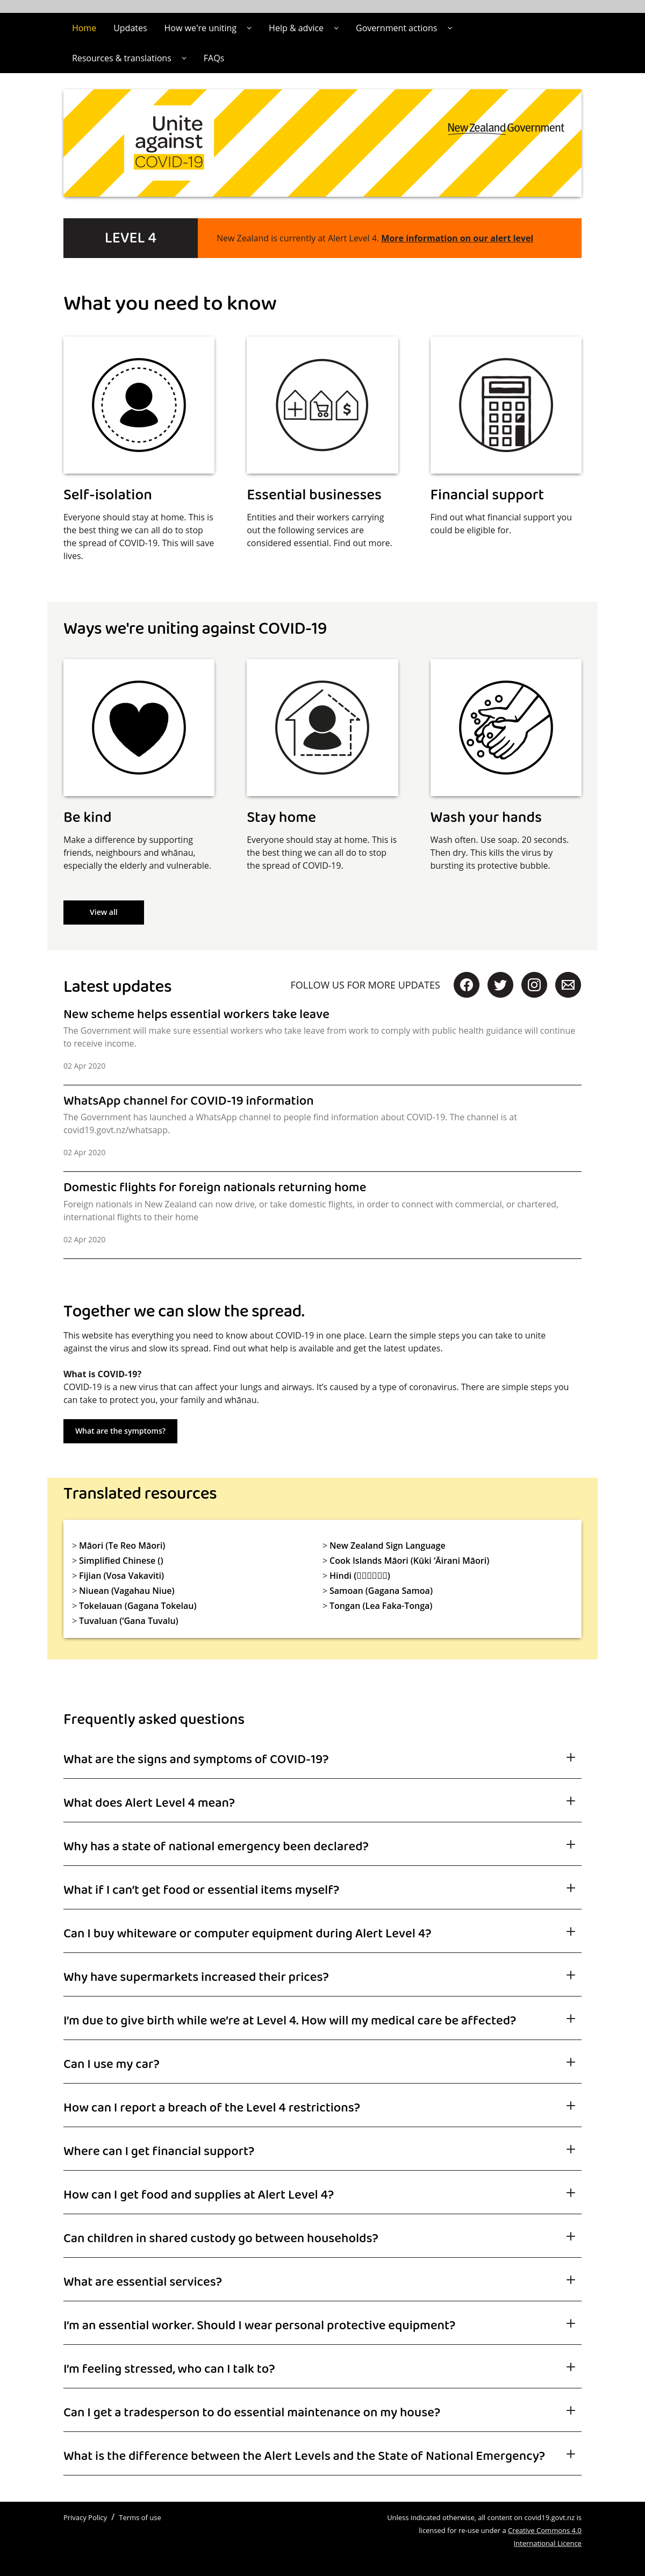 Home Updates How we're uniting Help & advice Government actions
Resources & translations FAQs
Unite
against
COVID-19
New Zealand Government
LEVEL 4
New Zealand is currently at Alert Level 4. More information on our alert level
What you need to know
Self-isolation
Everyone should stay at home. This is
the best thing we can all do to stop
the spread of COVID-19. This will save
lives.
Essential businesses
Entities and their workers carrying
out the following services are
considered essential. Find out more.
Financial support
Find out what financial support you
could be eligible for.
Ways we're uniting against COVID-19
Be kind
Make a difference by supporting
friends, neighbours and whānau,
especially the elderly and vulnerable.
Stay home
Everyone should stay at home. This is
the best thing we can all do to stop
the spread of COVID-19.
Wash your hands
Wash often. Use soap. 20 seconds.
Then dry. This kills the virus by
bursting its protective bubble.
View all
Latest updates
FOLLOW US FOR MORE UPDATES
New scheme helps essential workers take leave
The Government will make sure essential workers who take leave from work to comply with public health guidance will continue
to receive income.
02 Apr 2020
WhatsApp channel for COVID-19 information
The Government has launched a WhatsApp channel to people find information about COVID-19. The channel is at
covid19.govt.nz/whatsapp.
02 Apr 2020
Domestic flights for foreign nationals returning home
Foreign nationals in New Zealand can now drive, or take domestic flights, in order to connect with commercial, or chartered,
international flights to their home
02 Apr 2020
Together we can slow the spread.
This website has everything you need to know about COVID-19 in one place. Learn the simple steps you can take to unite
against the virus and slow its spread. Find out what help is available and get the latest updates.
What is COVID-19?
COVID-19 is a new virus that can affect your lungs and airways. It's caused by a type of coronavirus. There are simple steps you
can take to protect you, your family and whānau.
What are the symptoms?
Translated resources
> Māori (Te Reo Māori)
> Simplified Chinese ()
> Fijian (Vosa Vakaviti)
> Niuean (Vagahau Niue)
> Tokelauan (Gagana Tokelau)
> Tuvaluan ('Gana Tuvalu)
> New Zealand Sign Language
> Cook Islands Māori (Kūki 'Āirani Māori)
> Hindi (▯▯▯▯▯▯)
> Samoan (Gagana Samoa)
> Tongan (Lea Faka-Tonga)
Frequently asked questions
What are the signs and symptoms of COVID-19?
What does Alert Level 4 mean?
Why has a state of national emergency been declared?
What if I can't get food or essential items myself?
Can I buy whiteware or computer equipment during Alert Level 4?
Why have supermarkets increased their prices?
I'm due to give birth while we're at Level 4. How will my medical care be affected?
Can I use my car?
How can I report a breach of the Level 4 restrictions?
Where can I get financial support?
How can I get food and supplies at Alert Level 4?
Can children in shared custody go between households?
What are essential services?
I'm an essential worker. Should I wear personal protective equipment?
I'm feeling stressed, who can I talk to?
Can I get a tradesperson to do essential maintenance on my house?
What is the difference between the Alert Levels and the State of National Emergency?
Privacy Policy / Terms of use
Unless indicated otherwise, all content on covid19.govt.nz is
licensed for re-use under a Creative Commons 4.0
International Licence